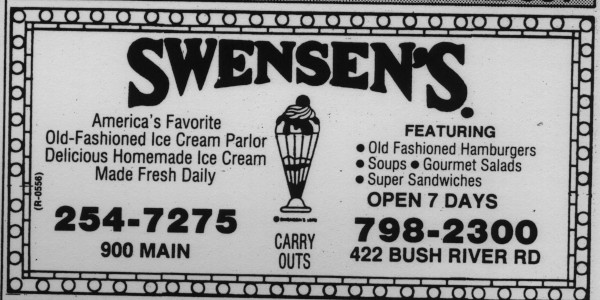 SWENSEN'S
America's Favorite
Old-Fashioned Ice Cream Parlor
Delicious Homemade Ice Cream
Made Fresh Daily
(R-0556)
254-7275
900 MAIN
CARRY
OUTS
FEATURING
• Old Fashioned Hamburgers
• Soups • Gourmet Salads
• Super Sandwiches
OPEN 7 DAYS
798-2300
422 BUSH RIVER RD